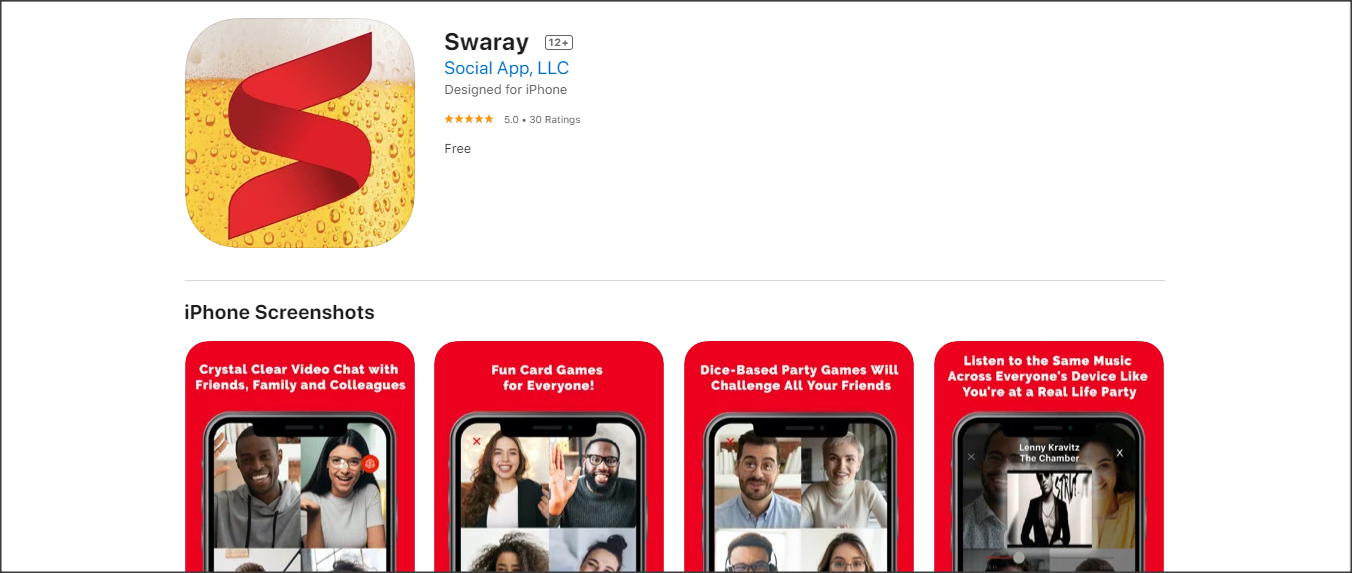 Swaray 12+
Social App, LLC
Designed for iPhone
★★★★★ 5.0 • 30 Ratings
Free
iPhone Screenshots
Crystal Clear Video Chat with
Friends, Family and Colleagues
Fun Card Games
for Everyone!
Dice-Based Party Games Will
Challenge All Your Friends
Listen to the Same Music
Across Everyone's Device Like
You're at a Real Life Party
Lenny Kravitz
The Chamber